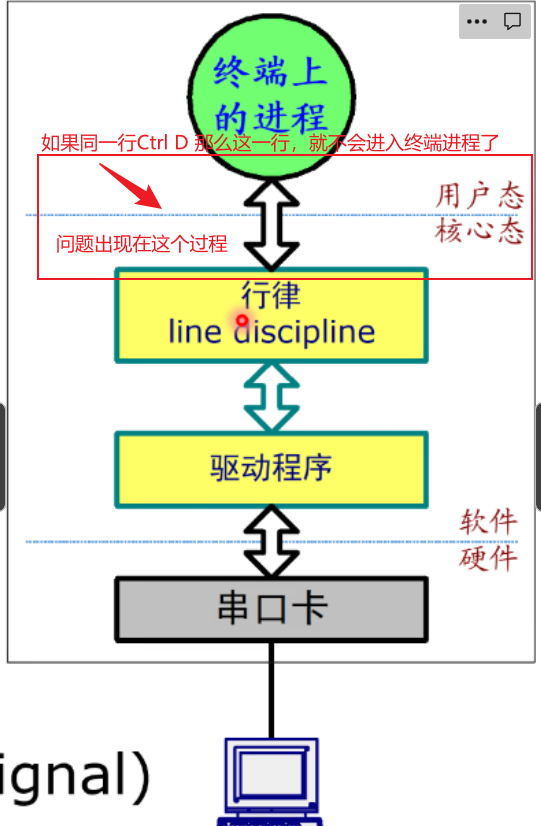 终端上
的进程
如果同一行Ctrl D 那么这一行，就不会进入终端进程了
用户态
问题出现在这个过程
核心态
行律
line discipline
驱动程序
软件
硬件
串口卡
ignal)